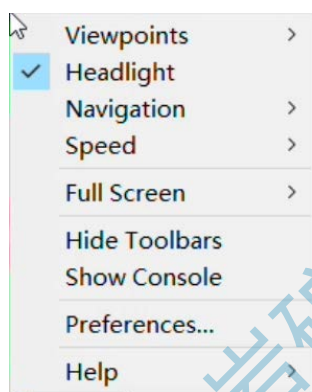 Viewpoints
Headlight
Navigation
Speed
Full Screen
Hide Toolbars
Show Console
Preferences...
Help